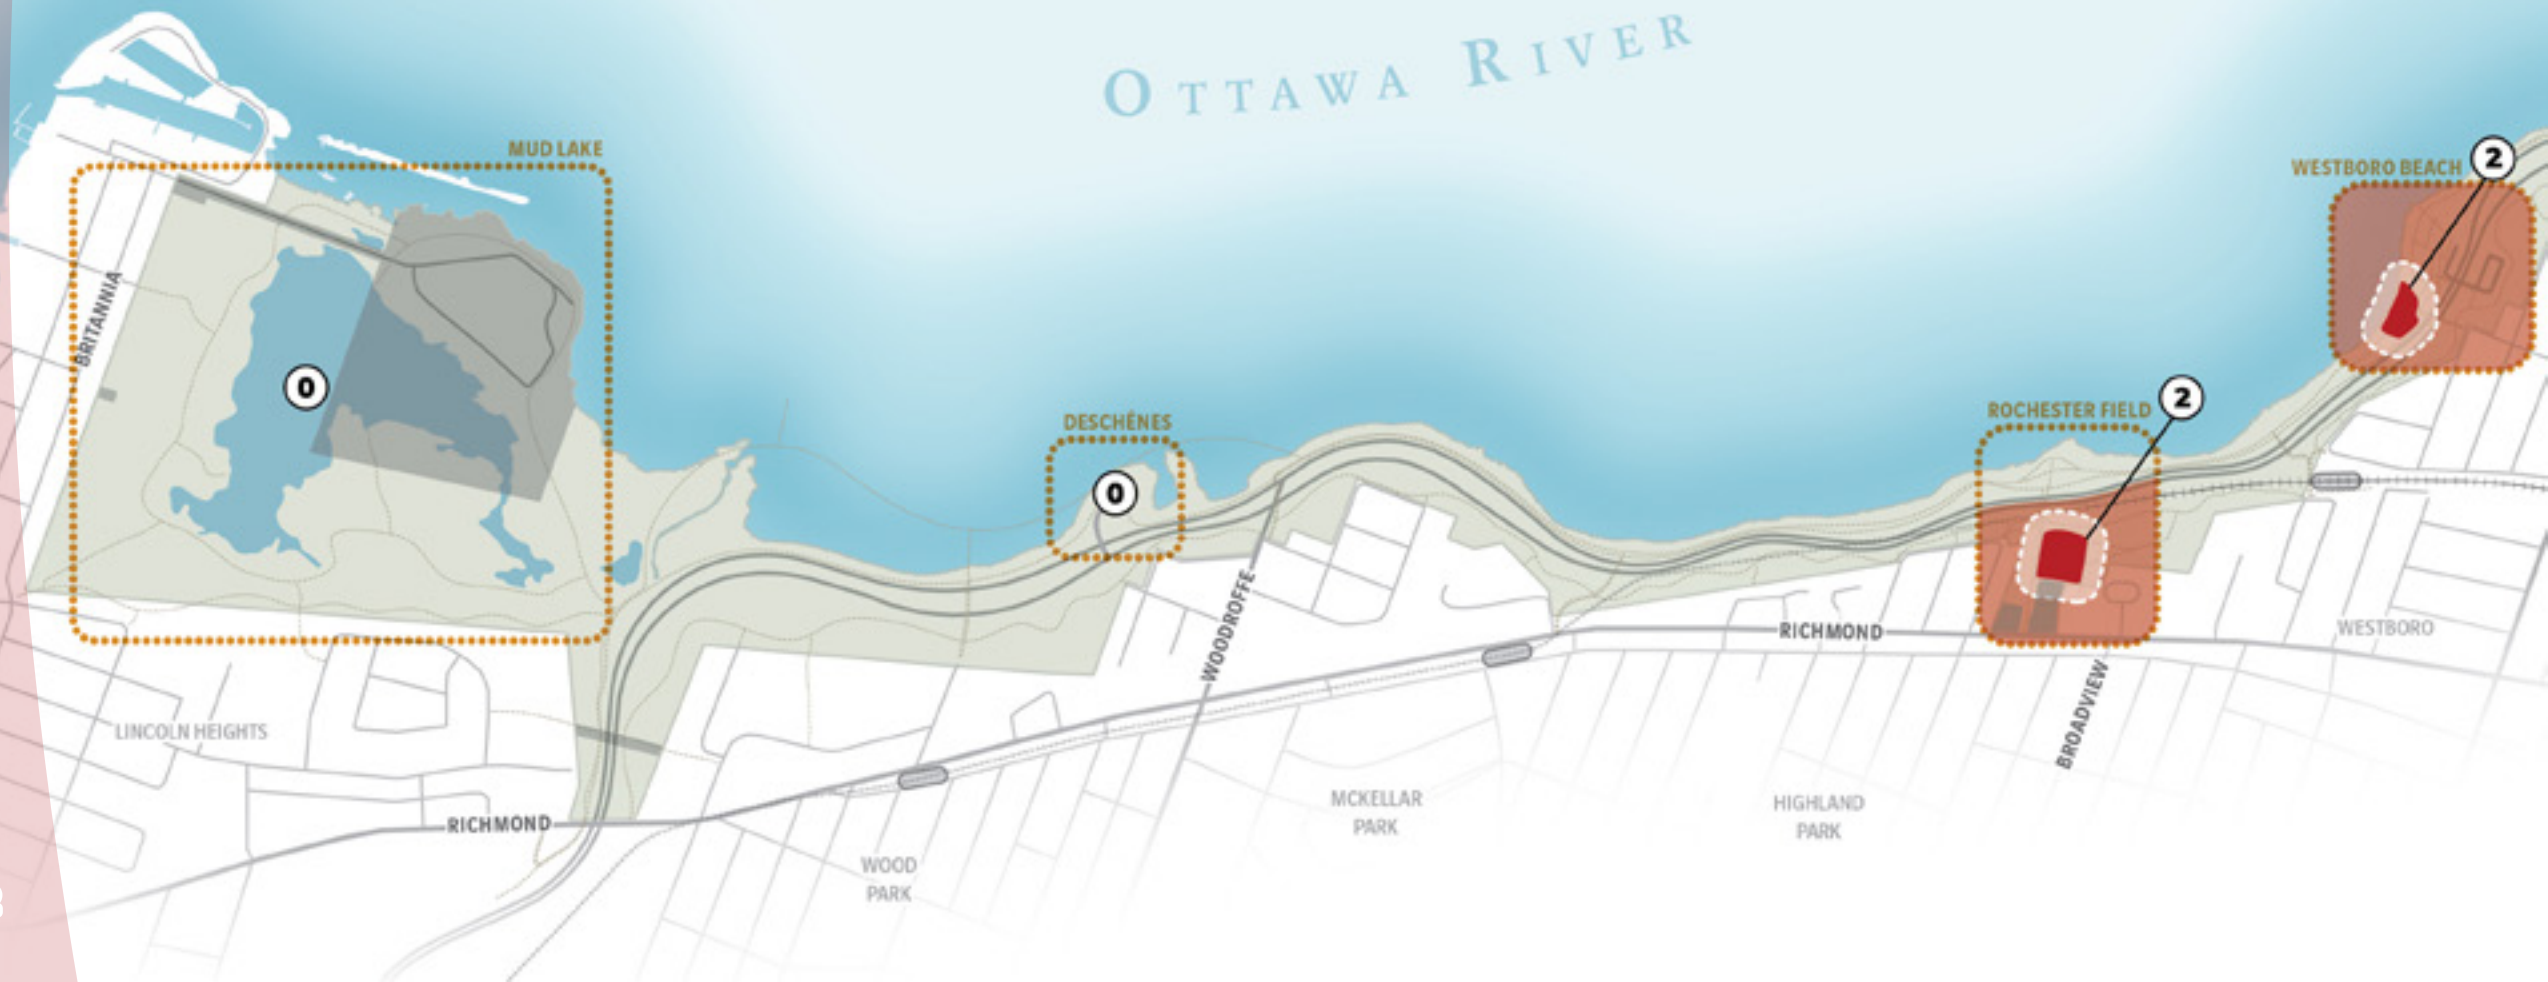 OTTAWA RIVER
MUD LAKE
2
WESTBORO BEACH
BRITANNIA
0
2
DESCHÊNES
ROCHESTER FIELD
0
WOODROFFE
RICHMOND
WESTBORO
BROADVIEW
LINCOLN HEIGHTS
MCKELLAR
PARK
HIGHLAND
PARK
RICHMOND
WOOD
PARK